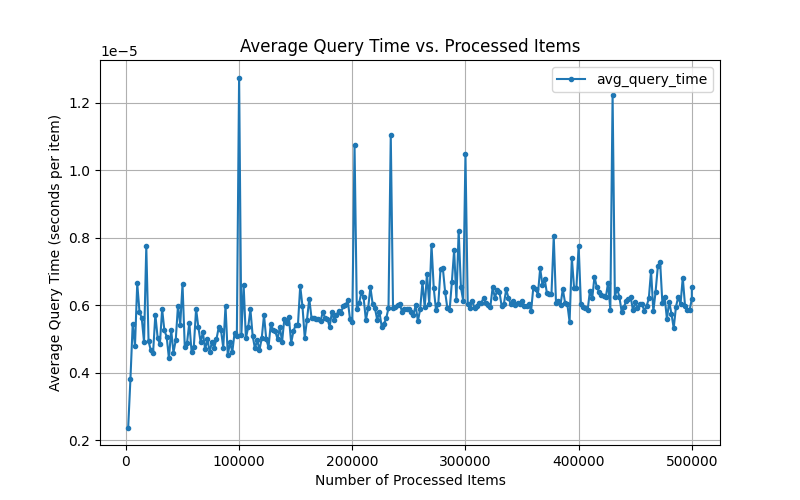 Average Query Time vs. Processed Items
1e−5
avg_query_time
1.2
1.0
0.8
0.6
0.4
0.2
Average Query Time (seconds per item)
0 100000 200000 300000 400000 500000
Number of Processed Items